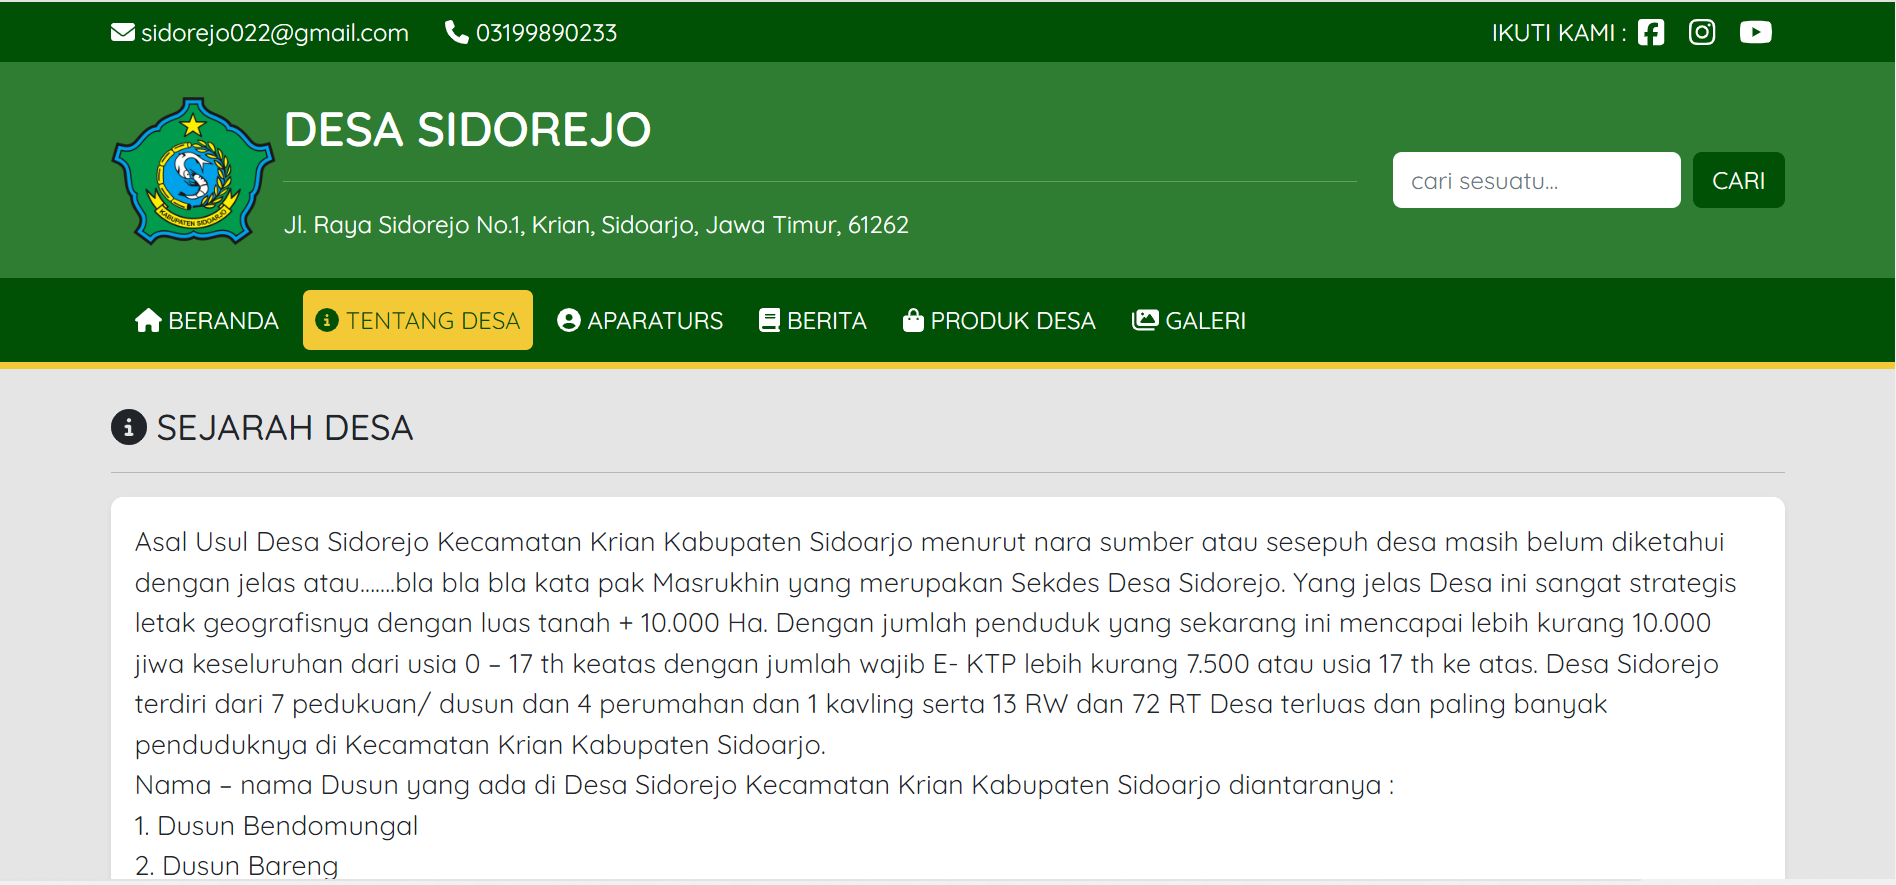 sidorejo022@gmail.com 03199890233 IKUTI KAMI :
DESA SIDOREJO
Jl. Raya Sidorejo No.1, Krian, Sidoarjo, Jawa Timur, 61262
KABUPATEN SIDOARJO
cari sesuatu... CARI
BERANDA TENTANG DESA APARATURS BERITA PRODUK DESA GALERI
SEJARAH DESA
Asal Usul Desa Sidorejo Kecamatan Krian Kabupaten Sidoarjo menurut nara sumber atau sesepuh desa masih belum diketahui
dengan jelas atau.......bla bla bla kata pak Masrukhin yang merupakan Sekdes Desa Sidorejo. Yang jelas Desa ini sangat strategis
letak geografisnya dengan luas tanah + 10.000 Ha. Dengan jumlah penduduk yang sekarang ini mencapai lebih kurang 10.000
jiwa keseluruhan dari usia 0 – 17 th keatas dengan jumlah wajib E- KTP lebih kurang 7.500 atau usia 17 th ke atas. Desa Sidorejo
terdiri dari 7 pedukuan/ dusun dan 4 perumahan dan 1 kavling serta 13 RW dan 72 RT Desa terluas dan paling banyak
penduduknya di Kecamatan Krian Kabupaten Sidoarjo.
Nama – nama Dusun yang ada di Desa Sidorejo Kecamatan Krian Kabupaten Sidoarjo diantaranya :
1. Dusun Bendomungal
2. Dusun Bareng